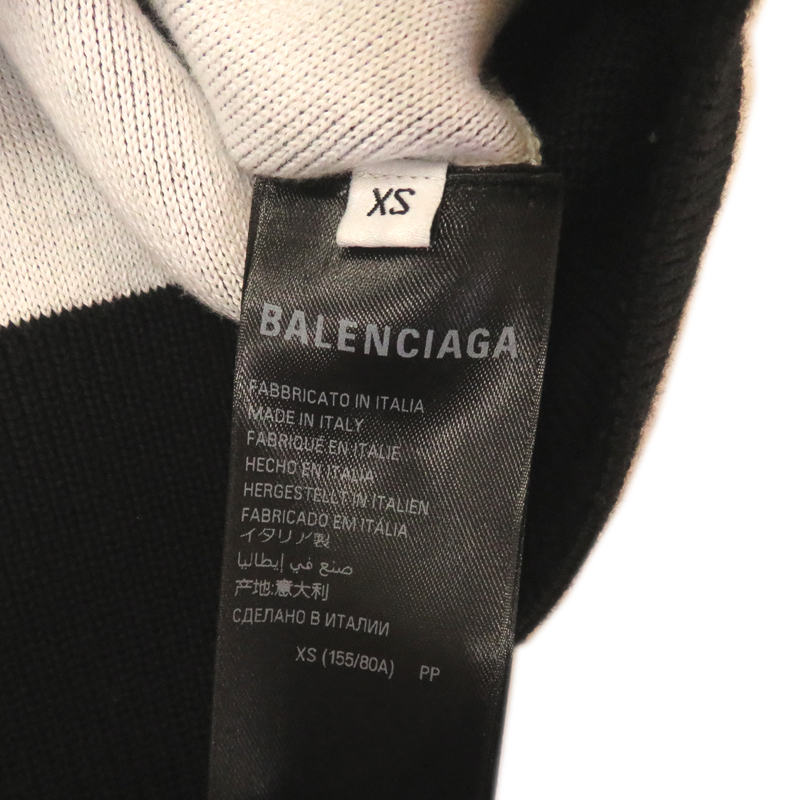 XS
BALENCIAGA
FABBRICATO IN ITALIA
MADE IN ITALY
FABRIQUÉ EN ITALIE
HECHO EN ITALIA
HERGESTELLT IN ITALIEN
FABRICADO EM ITÁLIA
イタリア製
صنع في إيطاليا
产地:意大利
СДЕЛАНО В ИТАЛИИ
XS (155/80A) PP